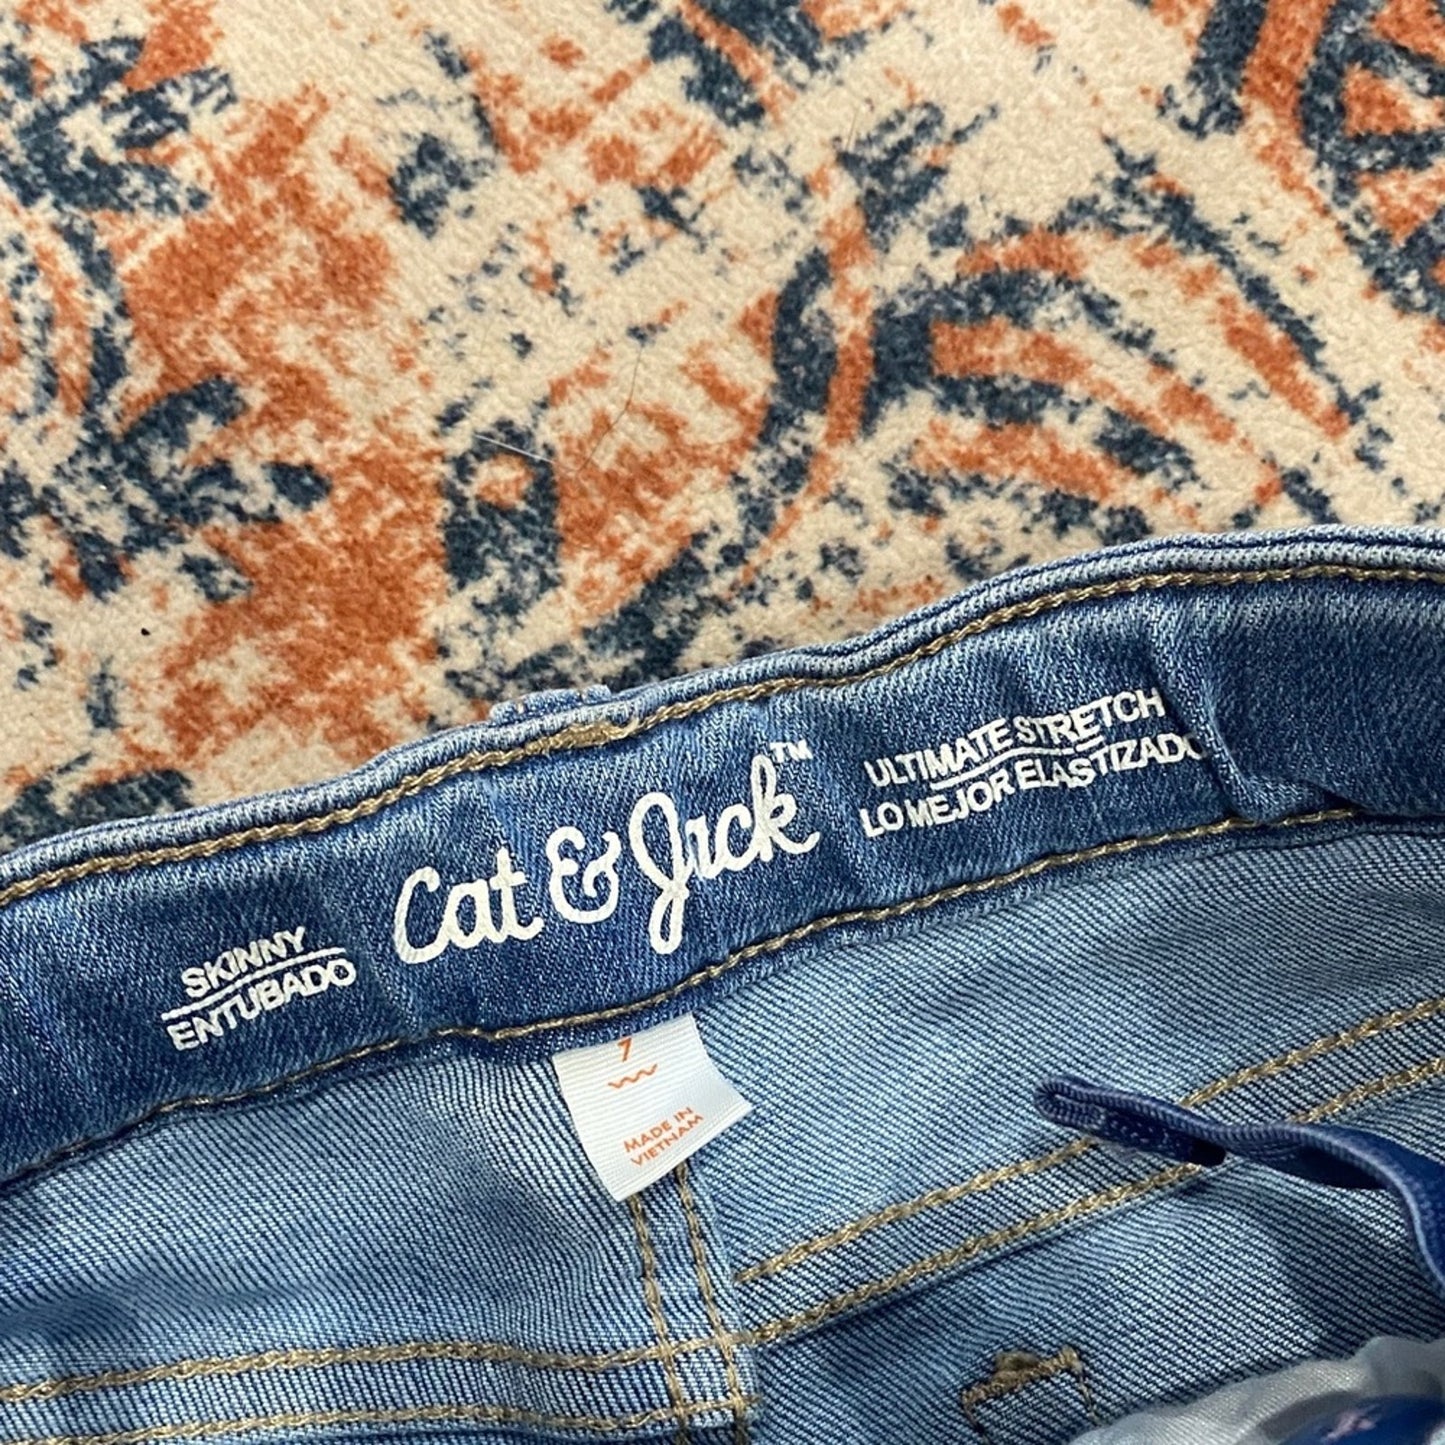 SKINNY
ENTUBADO
Cat & Jack™
ULTIMATE STRETCH
LO MEJOR ELASTIZADO
7
MADE IN
VIETNAM